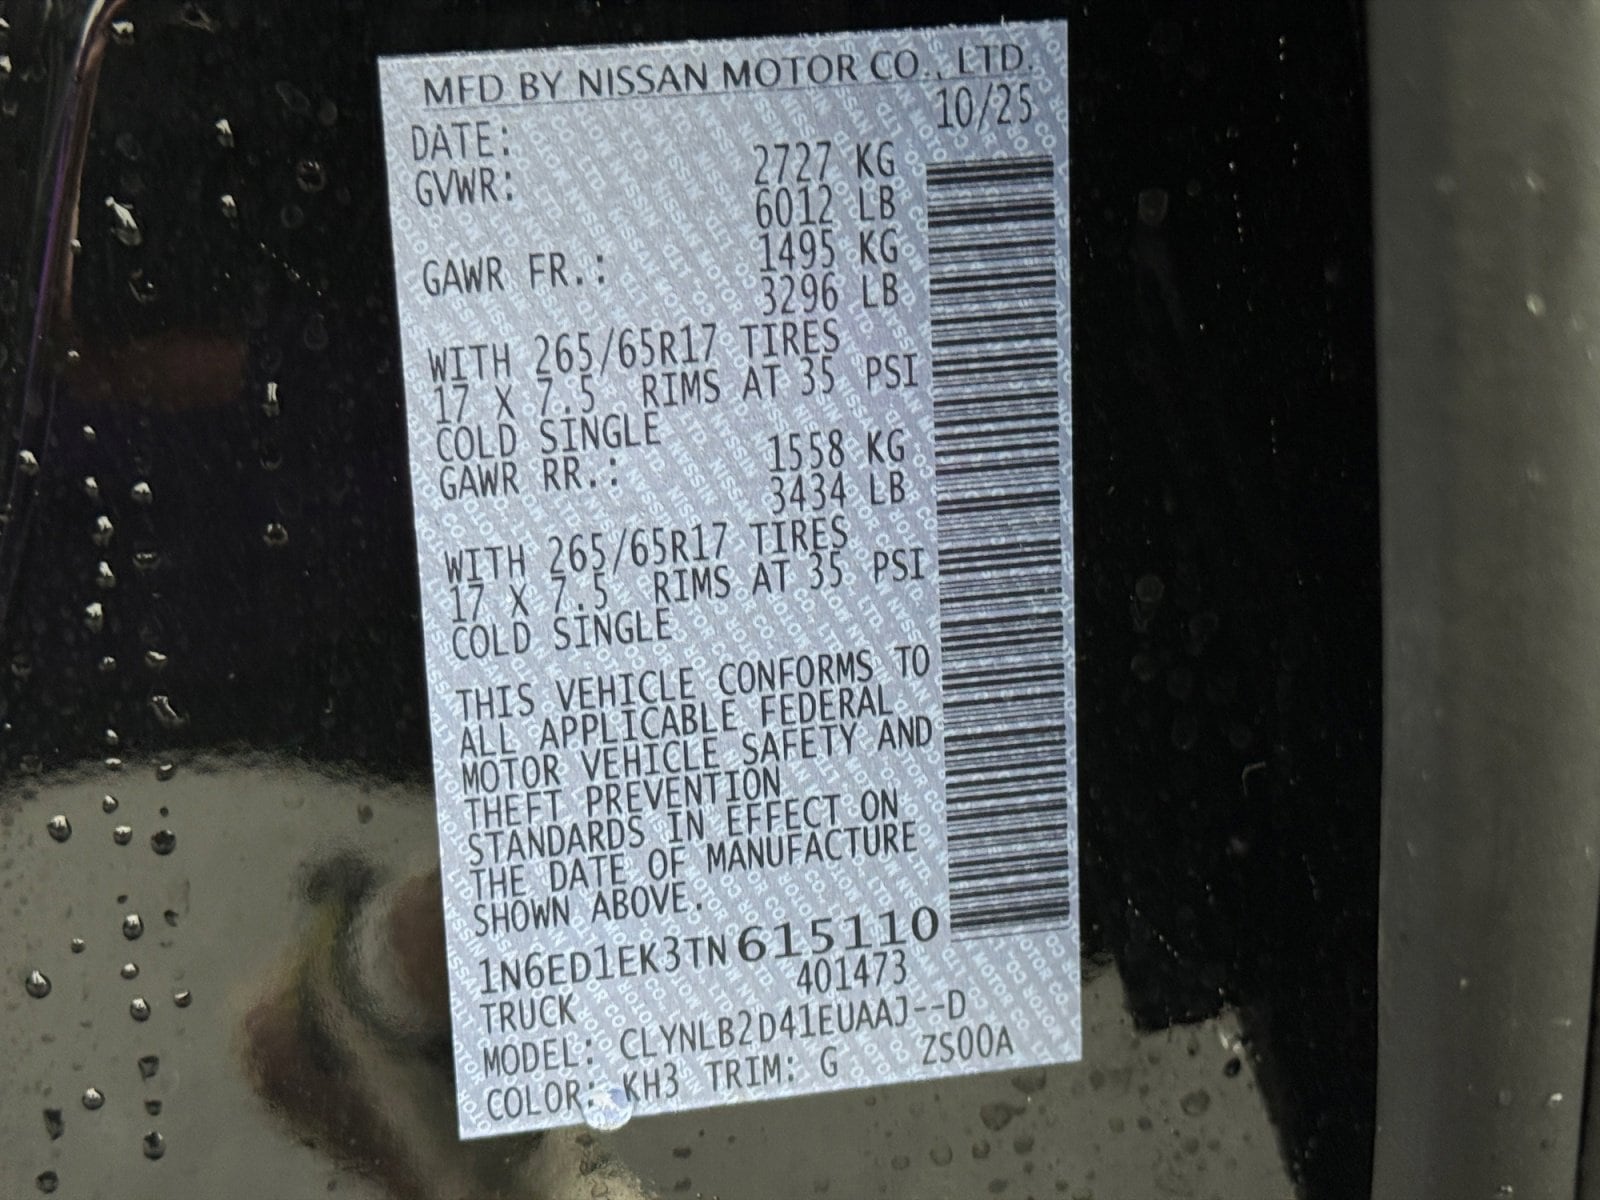 MFD BY NISSAN MOTOR CO., LTD.
DATE: 10/25
GVWR: 2727 KG
6012 LB
GAWR FR.: 1495 KG
3296 LB
WITH 265/65R17 TIRES
17 X 7.5 RIMS AT 35 PSI
COLD SINGLE
GAWR RR.: 1558 KG
3434 LB
WITH 265/65R17 TIRES
17 X 7.5 RIMS AT 35 PSI
COLD SINGLE
THIS VEHICLE CONFORMS TO
ALL APPLICABLE FEDERAL
MOTOR VEHICLE SAFETY AND
THEFT PREVENTION
STANDARDS IN EFFECT ON
THE DATE OF MANUFACTURE
SHOWN ABOVE.
1N6ED1EK3TN615110
TRUCK 401473
MODEL: CLYNLB2D41EUAAJ--D
COLOR: KH3 TRIM: G ZS00A